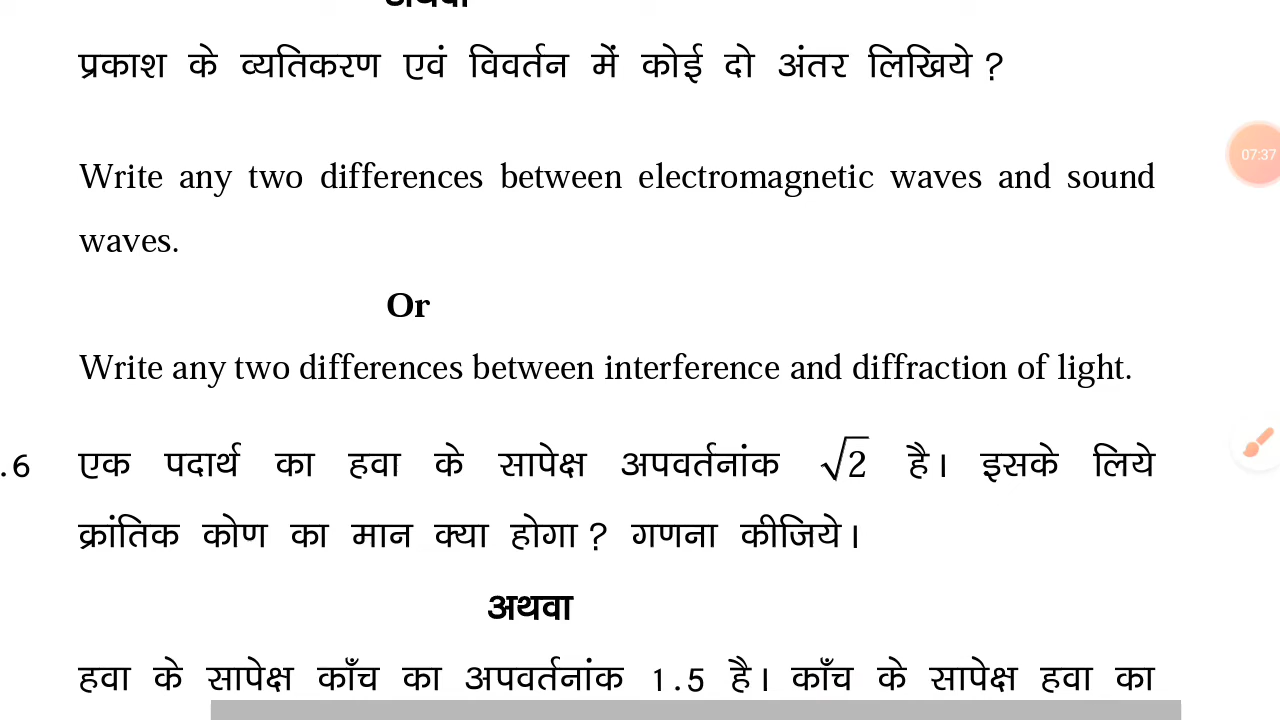 अथवा
प्रकाश के व्यतिकरण एवं विवर्तन में कोई दो अंतर लिखिये ?
07:37
Write any two differences between electromagnetic waves and sound
waves.
Or
Write any two differences between interference and diffraction of light.
.6 एक पदार्थ का हवा के सापेक्ष अपवर्तनांक √2 है। इसके लिये
क्रांतिक कोण का मान क्या होगा ? गणना कीजिये।
अथवा
हवा के सापेक्ष काँच का अपवर्तनांक 1.5 है। काँच के सापेक्ष हवा का